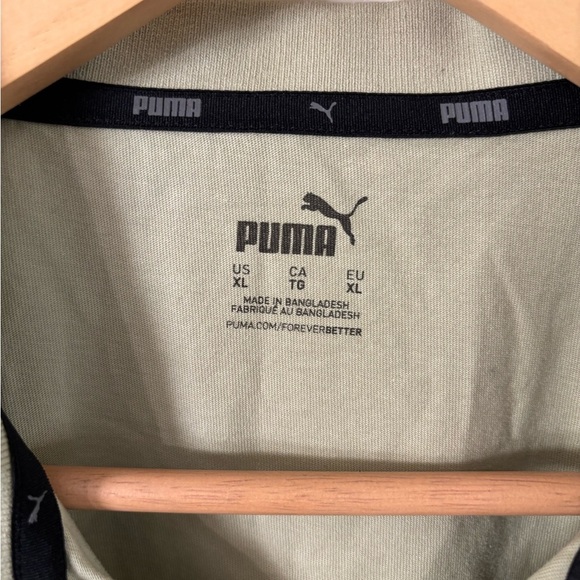 PUMA PUMA
PUMA
US CA EU
XL TG XL
MADE IN BANGLADESH
FABRIQUÉ AU BANGLADESH
PUMA.COM/FOREVERBETTER